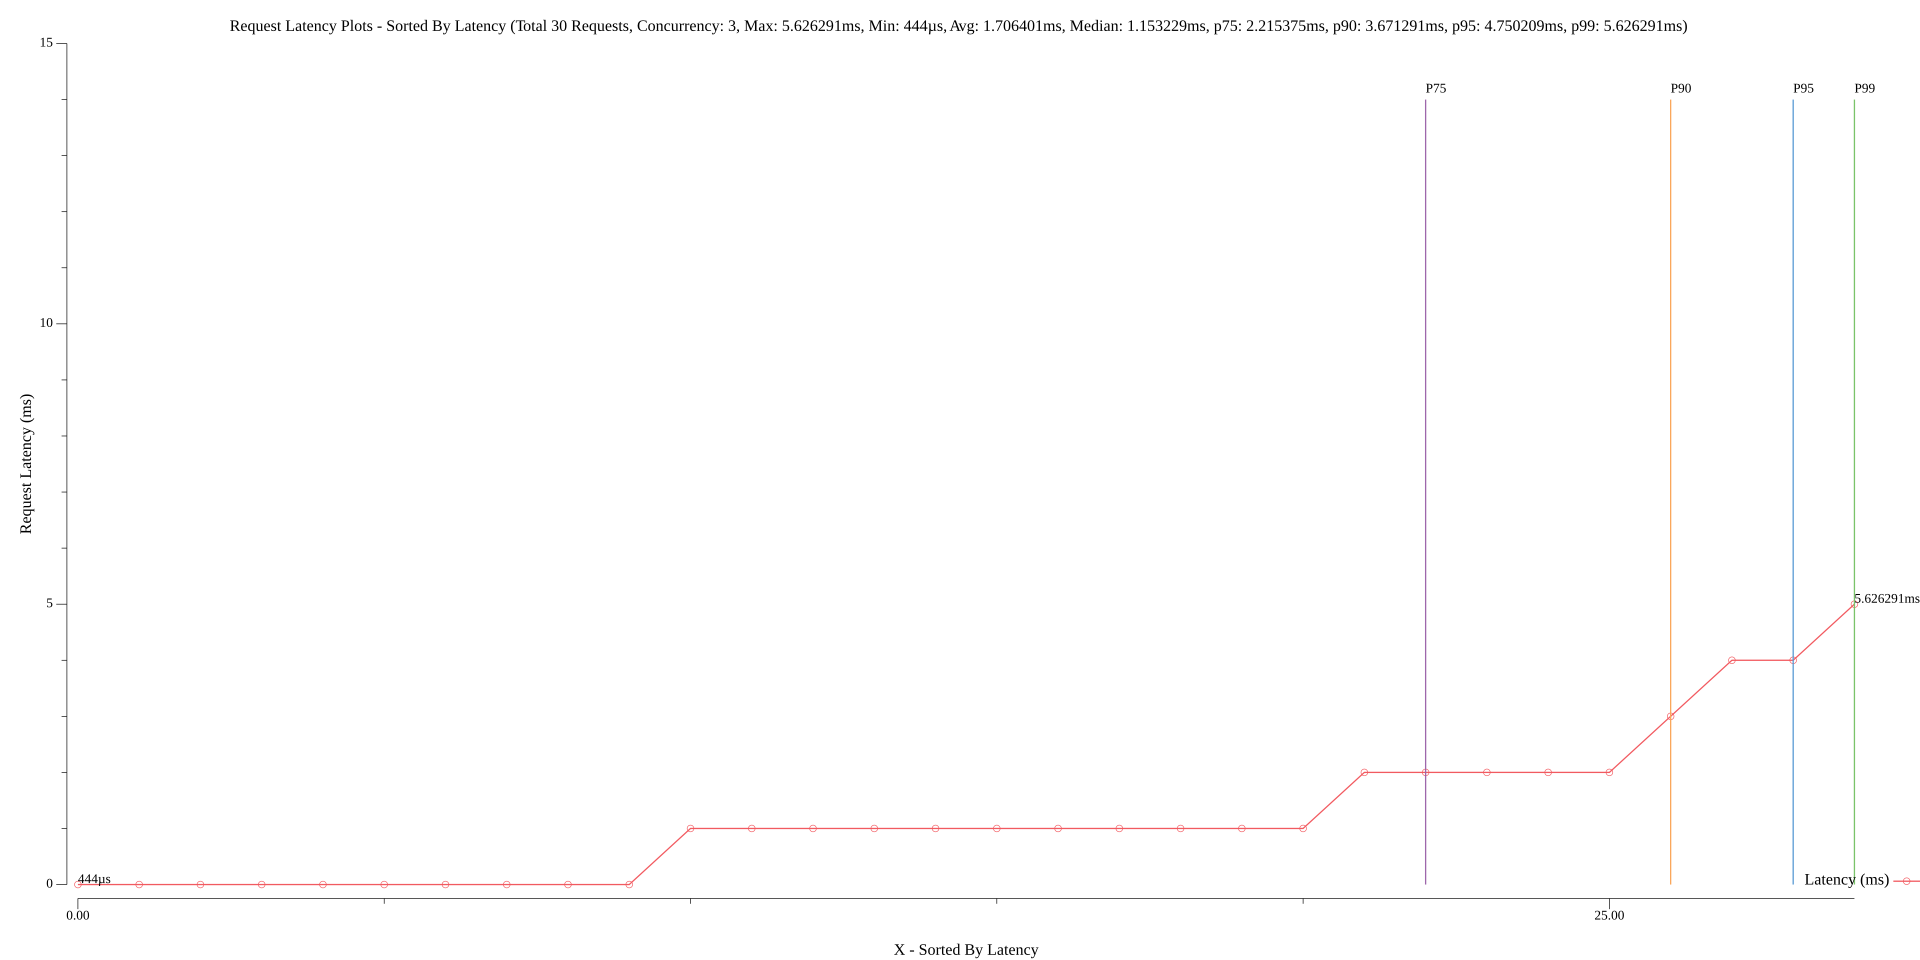 Request Latency Plots - Sorted By Latency (Total 30 Requests, Concurrency: 3, Max: 5.626291ms, Min: 444µs, Avg: 1.706401ms, Median: 1.153229ms, p75: 2.215375ms, p90: 3.671291ms, p95: 4.750209ms, p99: 5.626291ms)
15
P75 P90 P95 P99
10
Request Latency (ms)
5
5.626291ms
0
444µs
Latency (ms)
0.00 25.00
X - Sorted By Latency